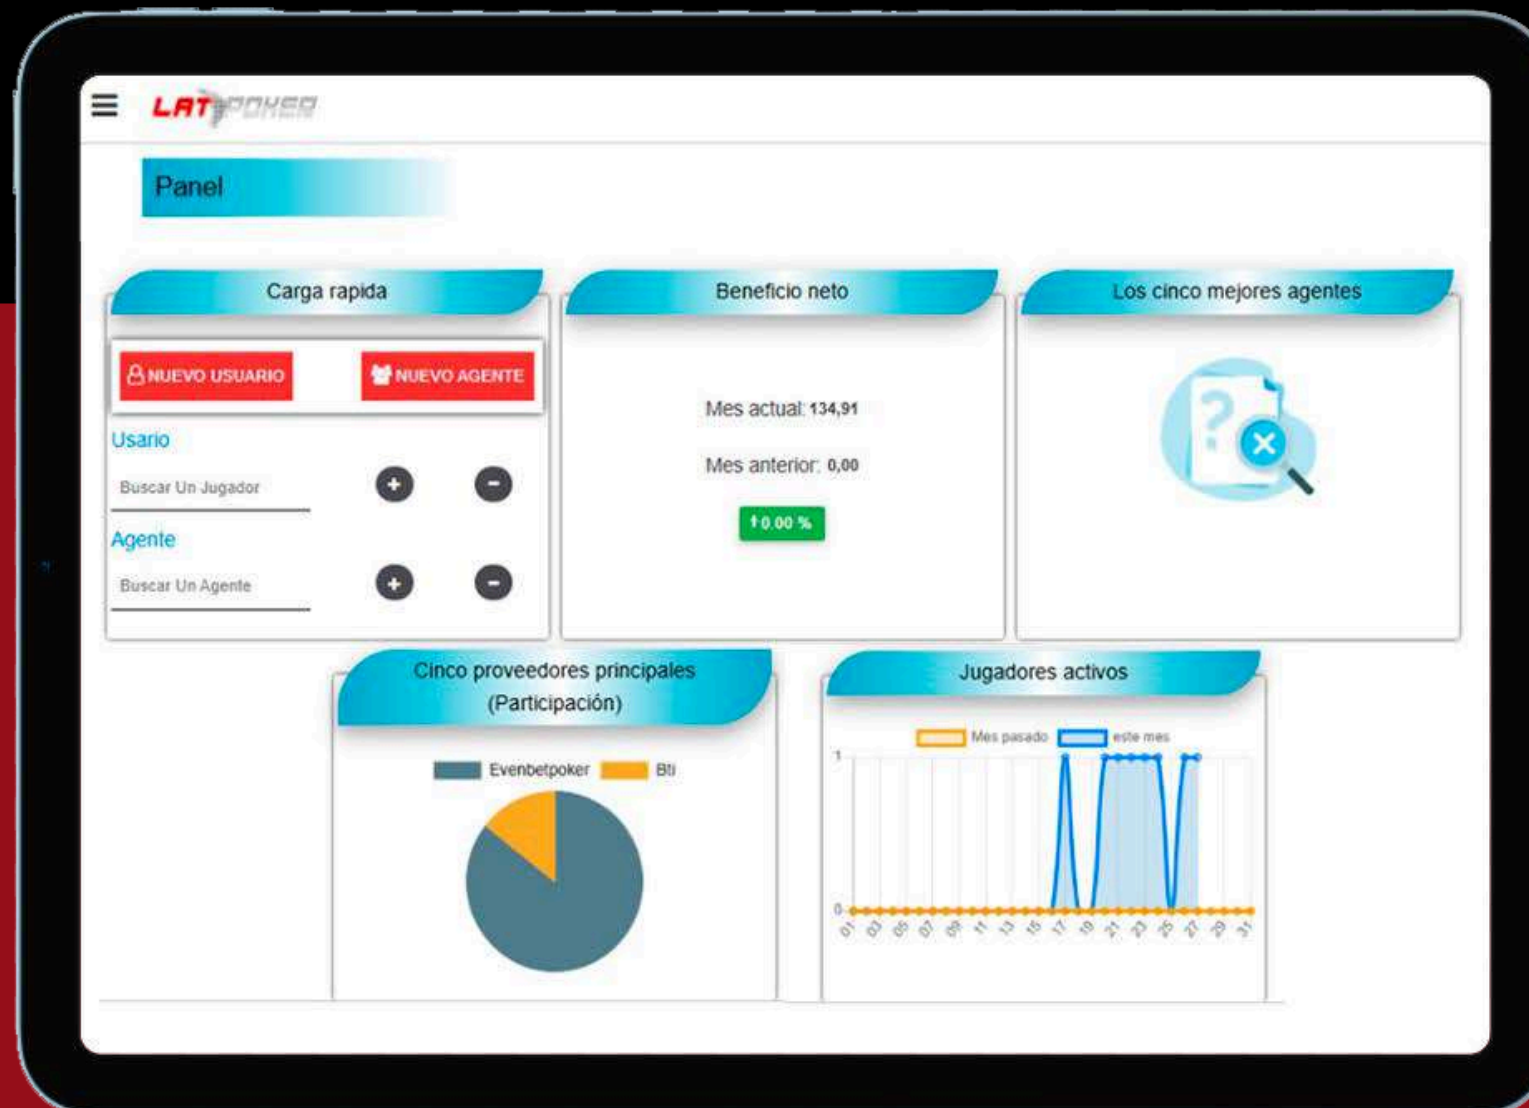 LAT POKER
Panel
Carga rapida
NUEVO USUARIO
NUEVO AGENTE
Usario
Buscar Un Jugador
Agente
Buscar Un Agente
Beneficio neto
Mes actual: 134,91
Mes anterior: 0,00
0.00 %
Los cinco mejores agentes
?
Cinco proveedores principales
(Participación)
Evenbetpoker Bti
Jugadores activos
Mes pasado este mes
1
0
01 03 05 07 09 11 13 15 17 19 21 23 25 27 29 31